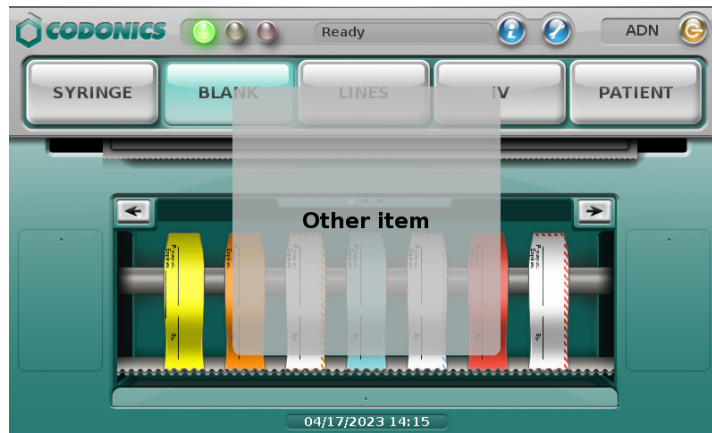 CODONICS
Ready
ADN
SYRINGE
BLANK
LINES
IV
PATIENT
Other item
04/17/2023 14:15